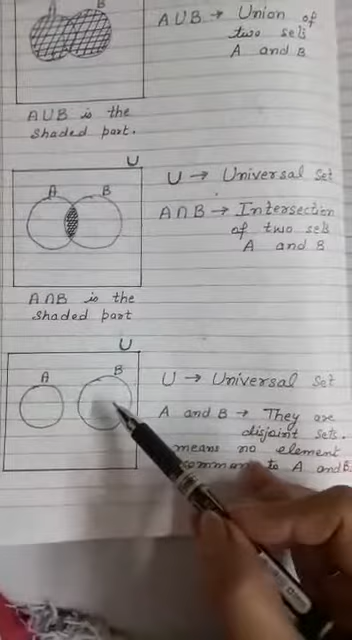 B
A U B → Union of
two sets
A and B
A U B is the
shaded part.
U
A B
U → Universal set
A ∩ B → Intersection
of two sets
A and B
A ∩ B is the
shaded part
U
A B
U → Universal set
A and B → They are
disjoint sets.
means no element
common to A and B.